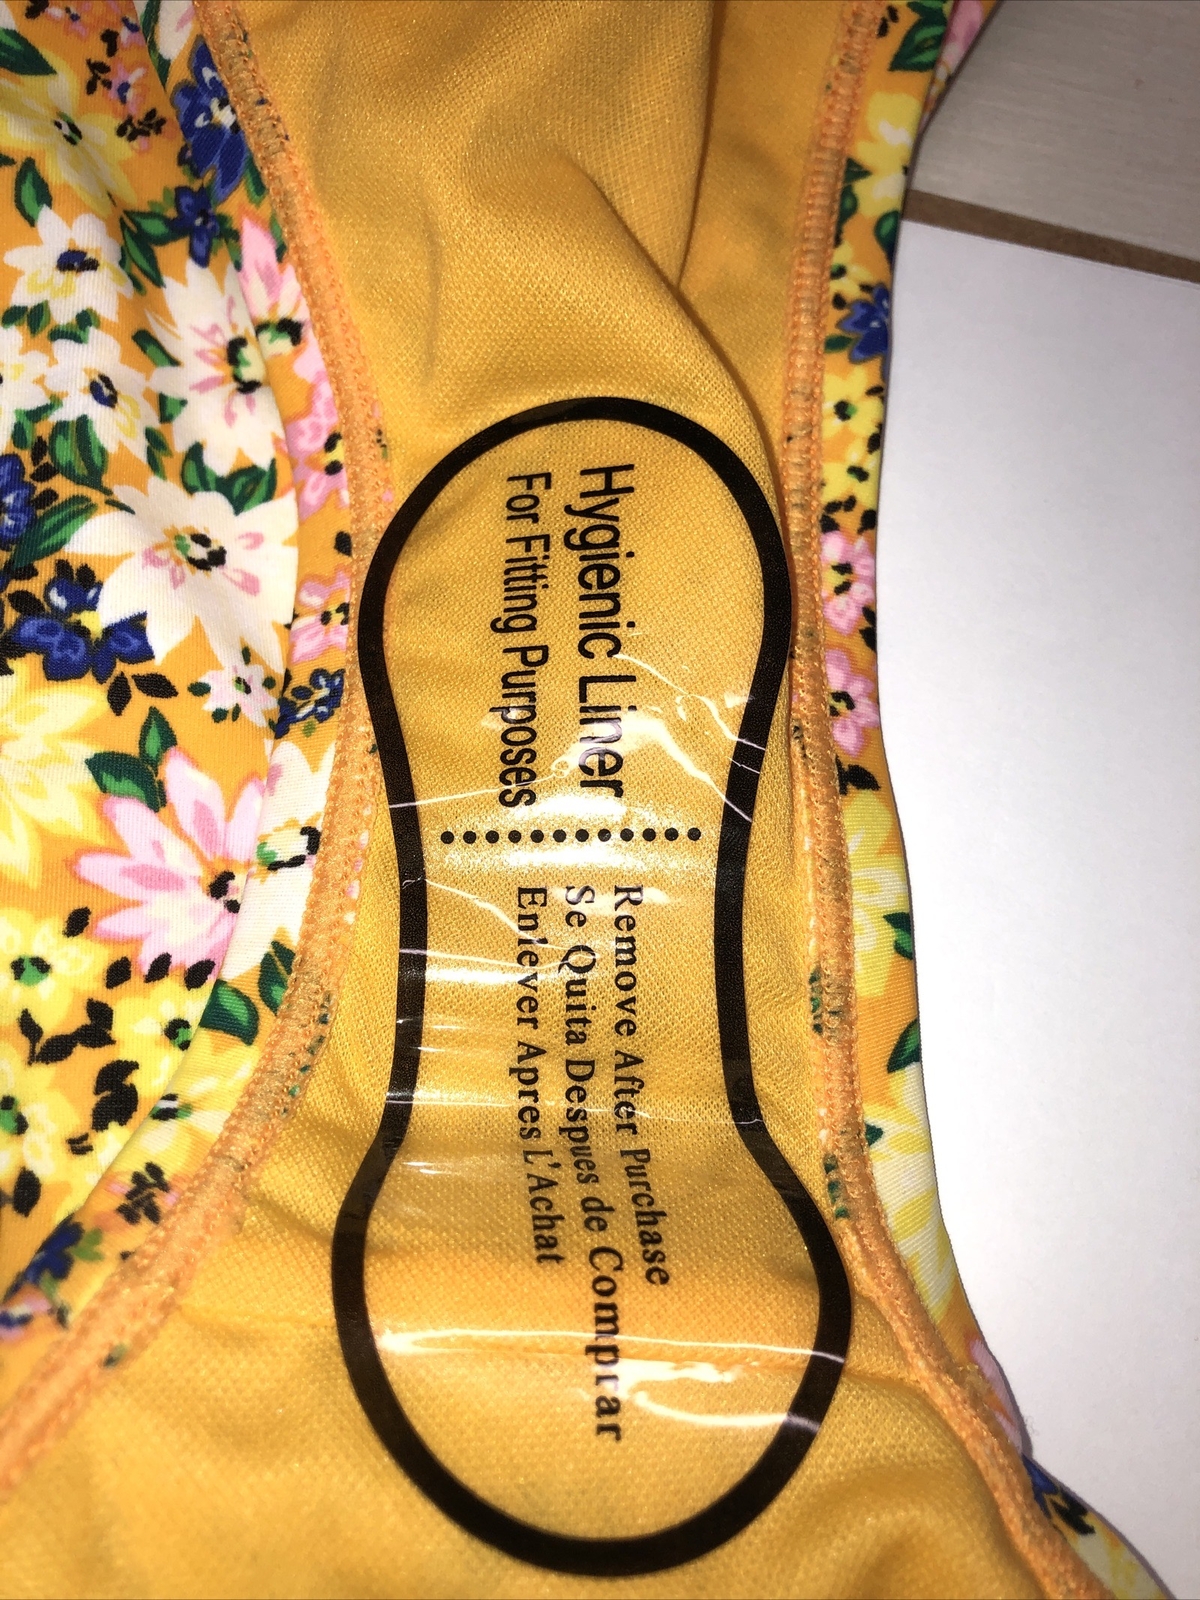 Hygienic Liner
For Fitting Purposes
Remove After Purchase
Se Quita Despues de Comprar
Enlever Apres L'Achat